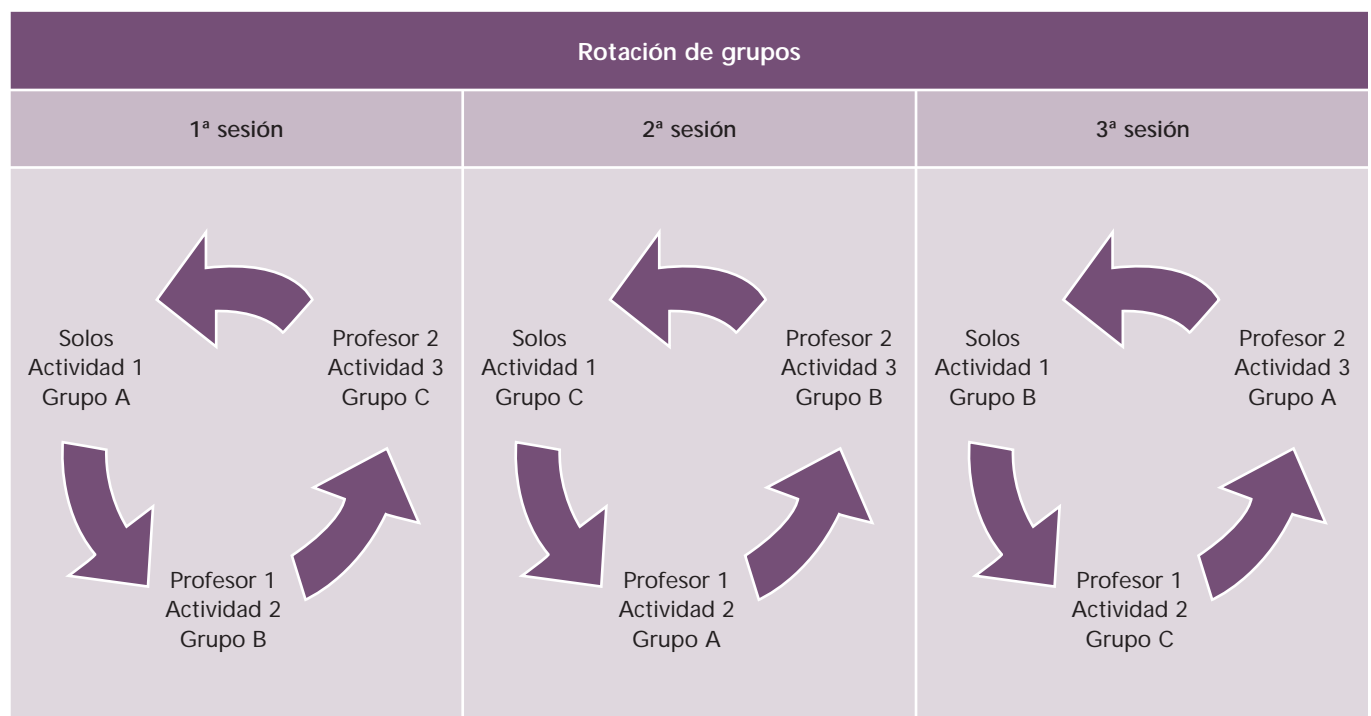 Rotación de grupos
1ª sesión
2ª sesión
3ª sesión
Solos
Actividad 1
Grupo A
Profesor 2
Actividad 3
Grupo C
Profesor 1
Actividad 2
Grupo B
Solos
Actividad 1
Grupo C
Profesor 2
Actividad 3
Grupo B
Profesor 1
Actividad 2
Grupo A
Solos
Actividad 1
Grupo B
Profesor 2
Actividad 3
Grupo A
Profesor 1
Actividad 2
Grupo C